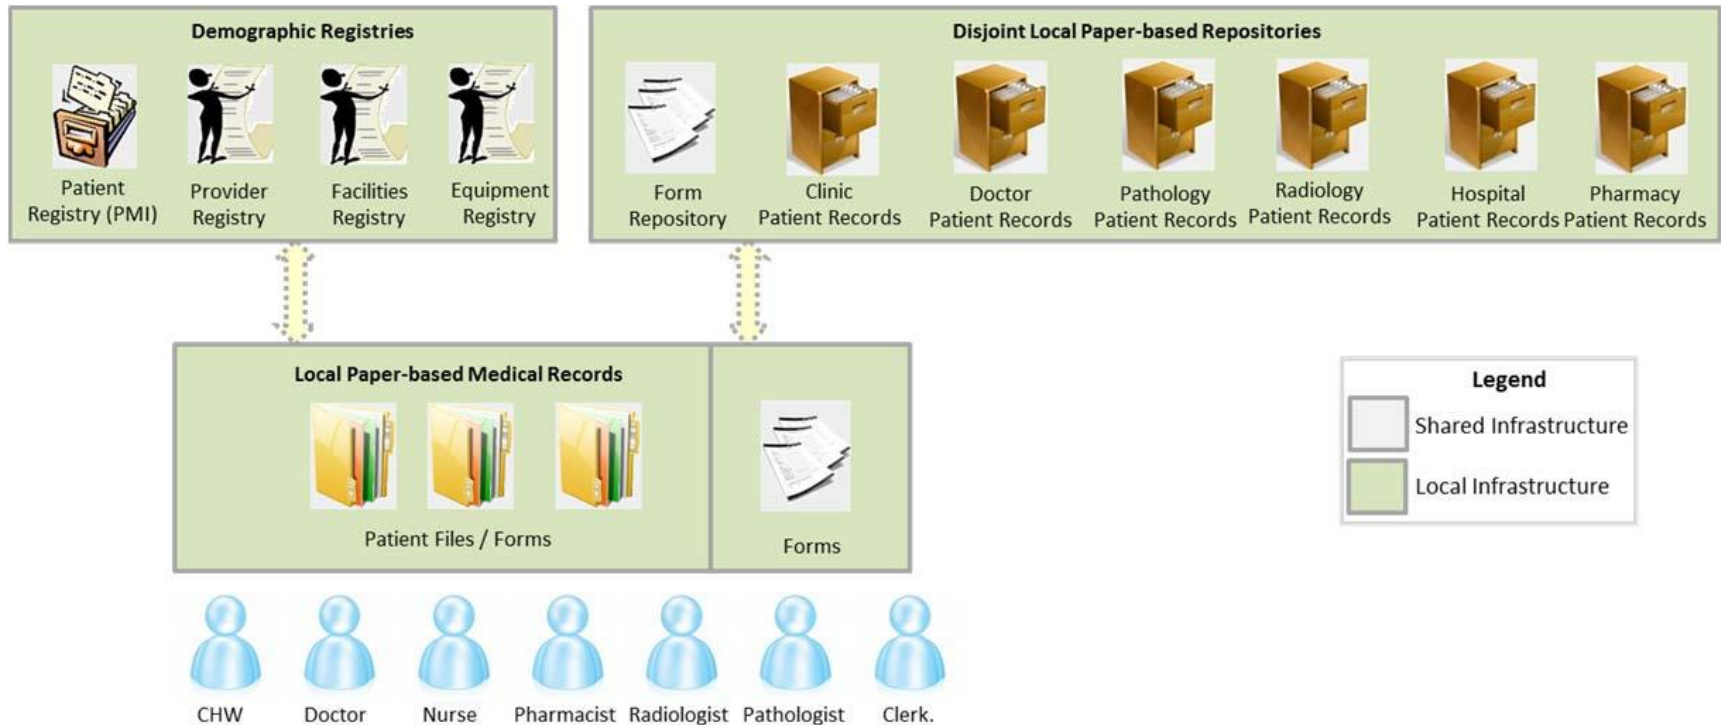 Demographic Registries
Patient
Registry (PMI)
Provider
Registry
Facilities
Registry
Equipment
Registry
Disjoint Local Paper-based Repositories
Form
Repository
Clinic
Patient Records
Doctor
Patient Records
Pathology
Patient Records
Radiology
Patient Records
Hospital
Patient Records
Pharmacy
Patient Records
Local Paper-based Medical Records
Patient Files / Forms
Forms
Legend
Shared Infrastructure
Local Infrastructure
CHW
Doctor
Nurse
Pharmacist
Radiologist
Pathologist
Clerk.